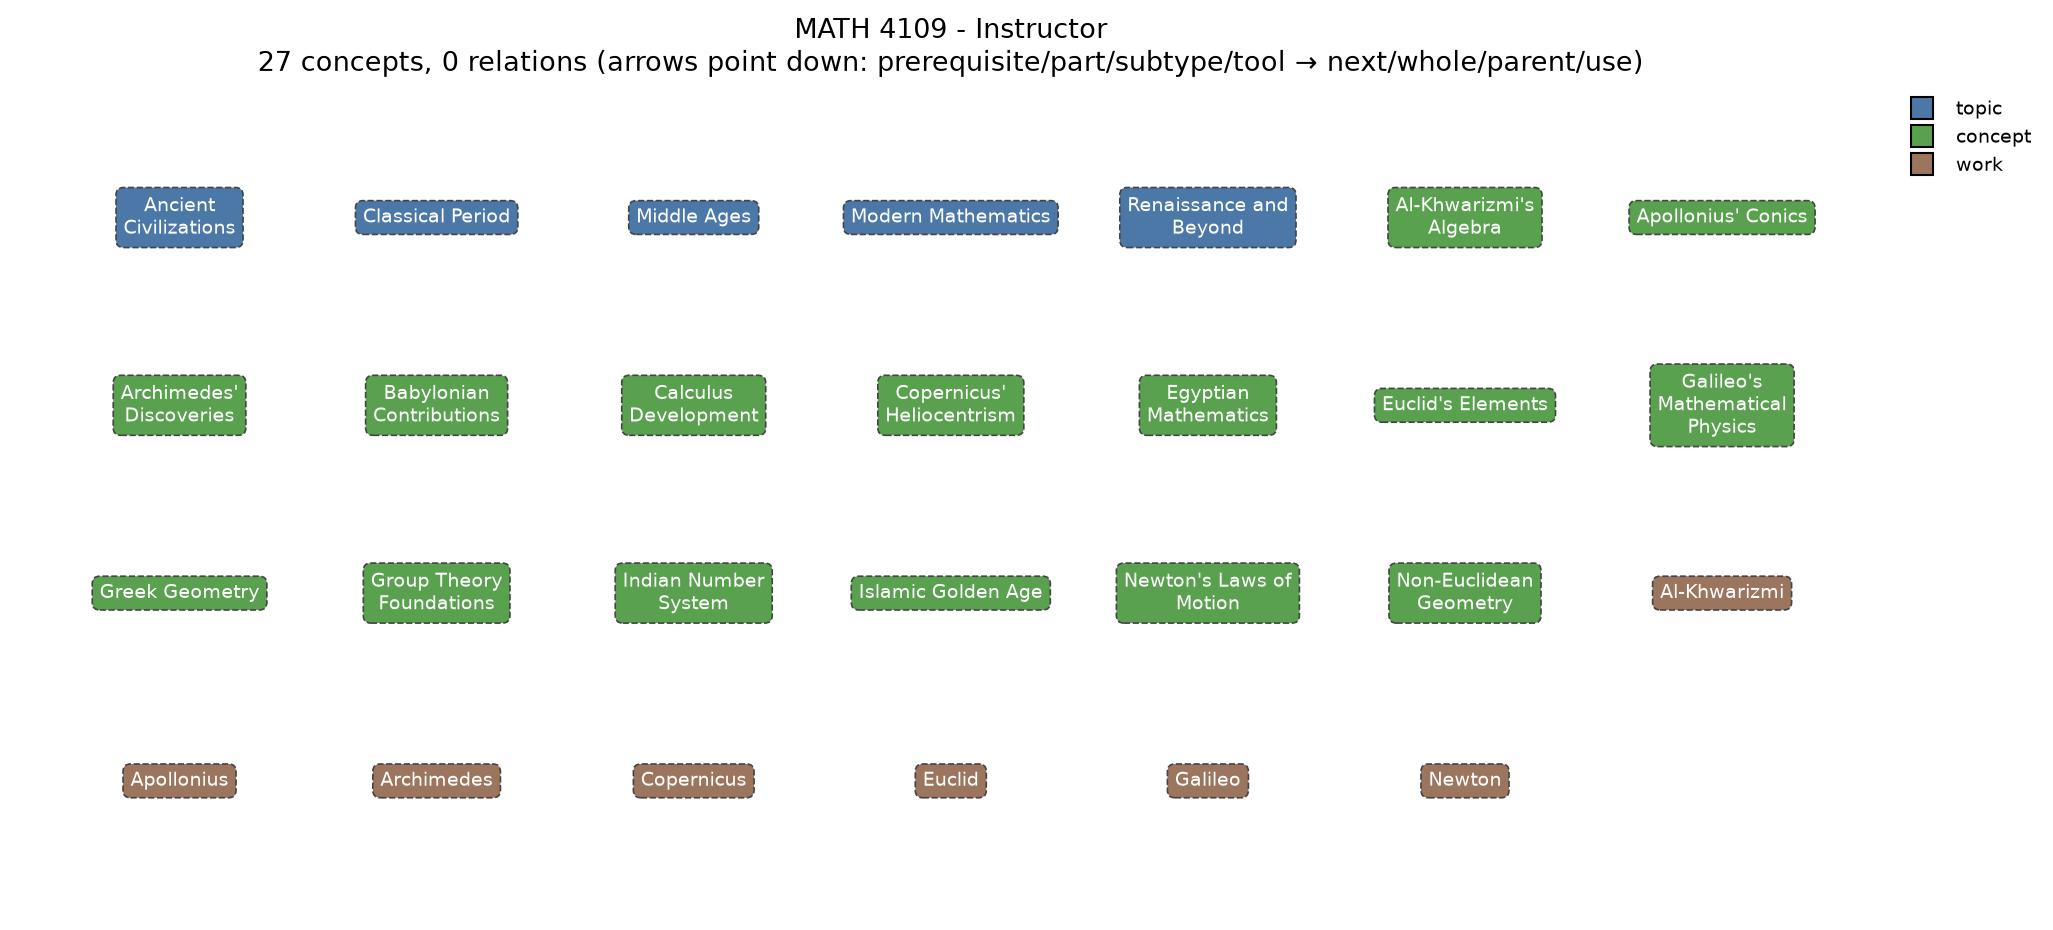 MATH 4109 - Instructor
27 concepts, 0 relations (arrows point down: prerequisite/part/subtype/tool → next/whole/parent/use)
topic
concept
work
Ancient
Civilizations
Classical Period
Middle Ages
Modern Mathematics
Renaissance and
Beyond
Al-Khwarizmi's
Algebra
Apollonius' Conics
Archimedes'
Discoveries
Babylonian
Contributions
Calculus
Development
Copernicus'
Heliocentrism
Egyptian
Mathematics
Euclid's Elements
Galileo's
Mathematical
Physics
Greek Geometry
Group Theory
Foundations
Indian Number
System
Islamic Golden Age
Newton's Laws of
Motion
Non-Euclidean
Geometry
Al-Khwarizmi
Apollonius
Archimedes
Copernicus
Euclid
Galileo
Newton